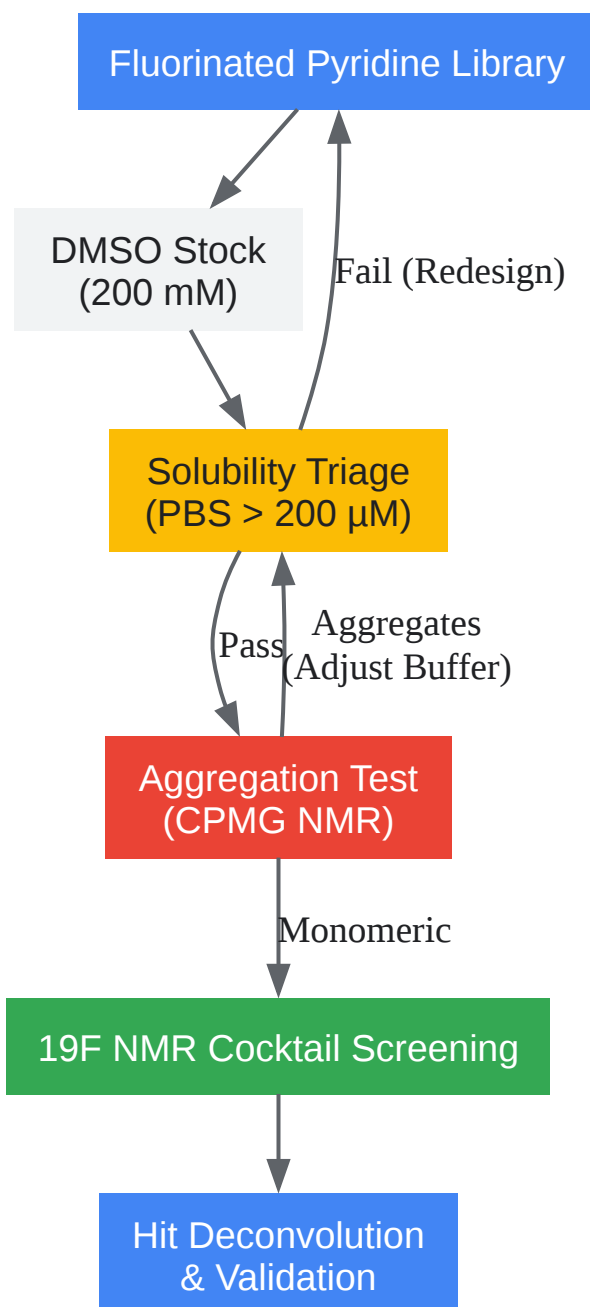 Fluorinated Pyridine Library
DMSO Stock
(200 mM)
Fail (Redesign)
Solubility Triage
(PBS > 200 µM)
Pass
Aggregates
(Adjust Buffer)
Aggregation Test
(CPMG NMR)
Monomeric
19F NMR Cocktail Screening
Hit Deconvolution
& Validation